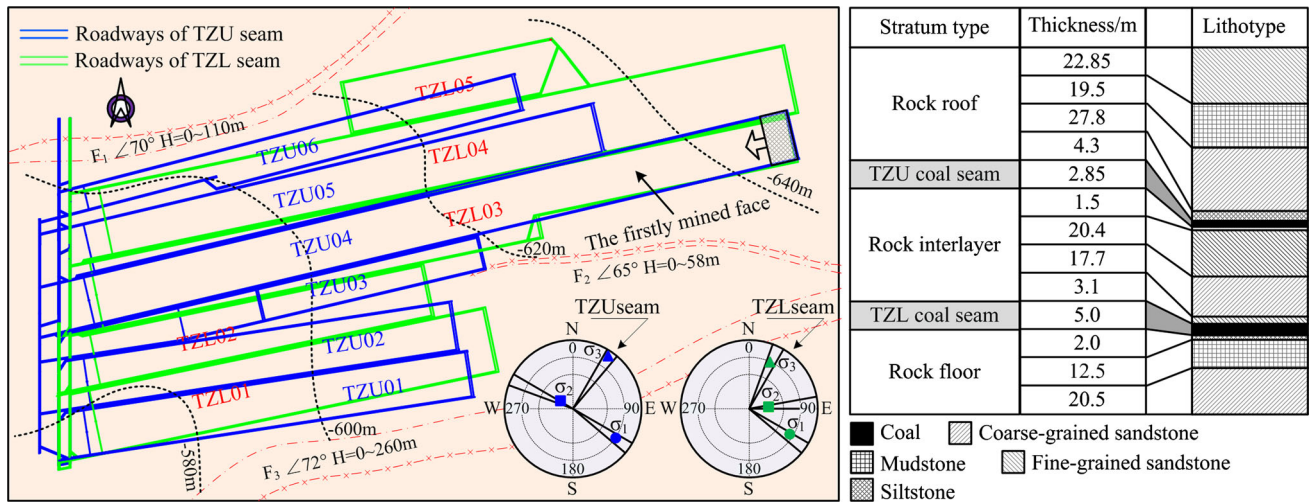 Roadways of TZU seam
Roadways of TZL seam
F₁ ∠70° H=0~110m
TZL05
TZU06
TZL04
TZU05
-640m
TZL03
The firstly mined face
TZU04
-620m
F₂ ∠65° H=0~58m
TZU03
TZL02
TZU02
TZL01
TZU01
-600m
-580m
F₃ ∠72° H=0~260m
TZUseam
N
0
σ₃
σ₂
W 270 90 E
σ₁
180
S
TZLseam
N
0
σ₃
σ₂
W 270 90 E
σ₁
180
S
Stratum type Thickness/m Lithotype
Rock roof
22.85
19.5
27.8
4.3
TZU coal seam 2.85
Rock interlayer
1.5
20.4
17.7
3.1
TZL coal seam 5.0
Rock floor
2.0
12.5
20.5
Coal Coarse-grained sandstone
Mudstone Fine-grained sandstone
Siltstone